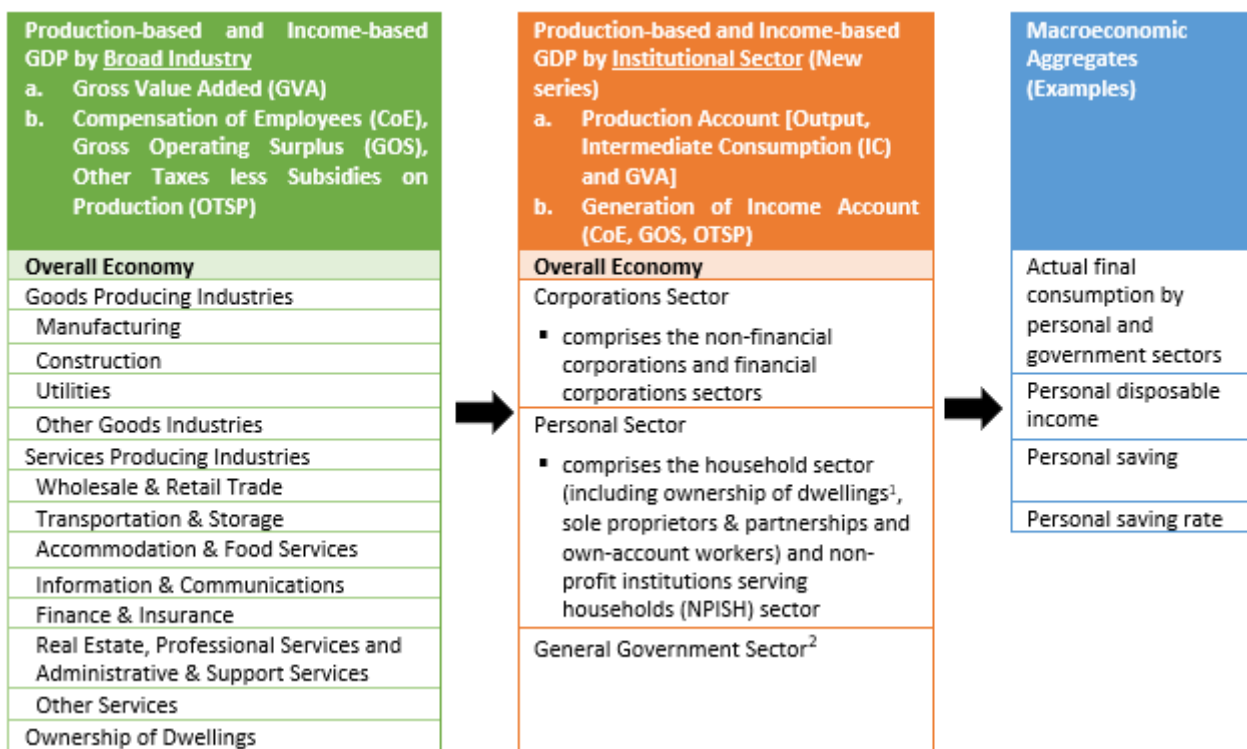 Production-based and Income-based
GDP by Broad Industry
a. Gross Value Added (GVA)
b. Compensation of Employees (CoE),
Gross Operating Surplus (GOS),
Other Taxes less Subsidies on
Production (OTSP)
Overall Economy
Goods Producing Industries
Manufacturing
Construction
Utilities
Other Goods Industries
Services Producing Industries
Wholesale & Retail Trade
Transportation & Storage
Accommodation & Food Services
Information & Communications
Finance & Insurance
Real Estate, Professional Services and
Administrative & Support Services
Other Services
Ownership of Dwellings
Production-based and Income-based
GDP by Institutional Sector (New
series)
a. Production Account [Output,
Intermediate Consumption (IC)
and GVA]
b. Generation of Income Account
(CoE, GOS, OTSP)
Overall Economy
Corporations Sector
▪ comprises the non-financial
corporations and financial
corporations sectors
Personal Sector
▪ comprises the household sector
(including ownership of dwellings¹,
sole proprietors & partnerships and
own-account workers) and non-
profit institutions serving
households (NPISH) sector
General Government Sector²
Macroeconomic
Aggregates
(Examples)
Actual final
consumption by
personal and
government sectors
Personal disposable
income
Personal saving
Personal saving rate